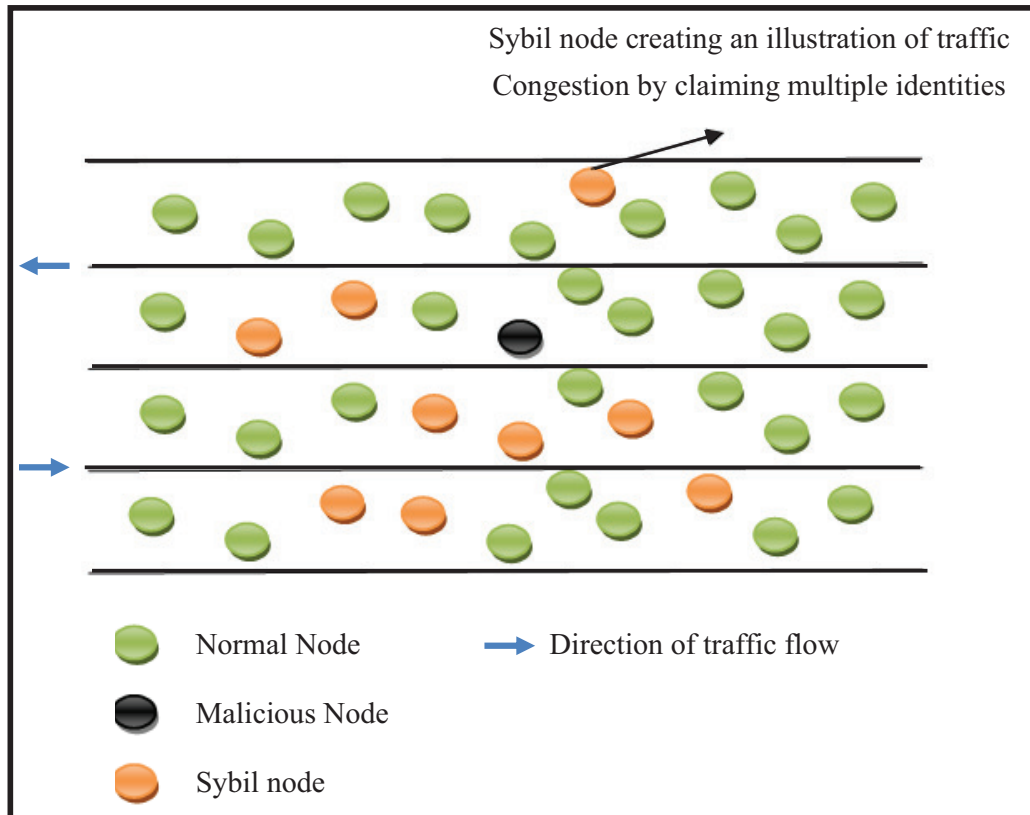 Sybil node creating an illustration of traffic
Congestion by claiming multiple identities
Normal Node
Direction of traffic flow
Malicious Node
Sybil node